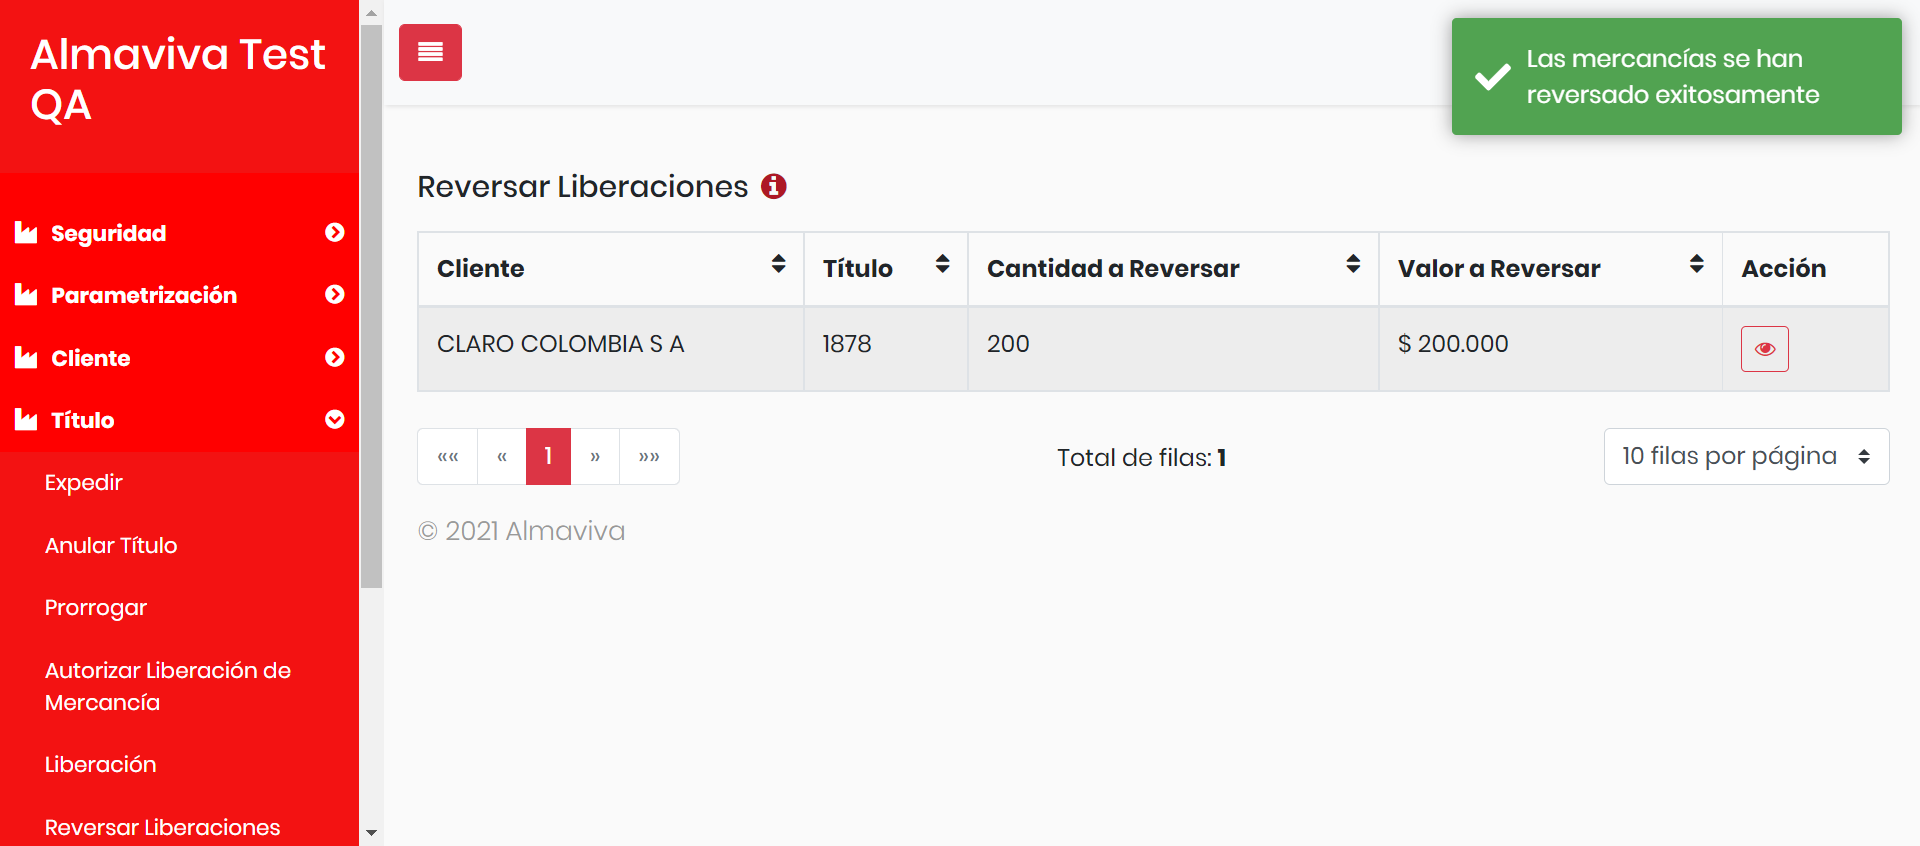 Almaviva Test
QA
Seguridad
Parametrización
Cliente
Título
Expedir
Anular Título
Prorrogar
Autorizar Liberación de
Mercancía
Liberación
Reversar Liberaciones
Las mercancías se han
reversado exitosamente
Reversar Liberaciones
Cliente Título Cantidad a Reversar Valor a Reversar Acción
CLARO COLOMBIA S A 1878 200 $ 200.000
«« « 1 » »» Total de filas: 1 10 filas por página
© 2021 Almaviva